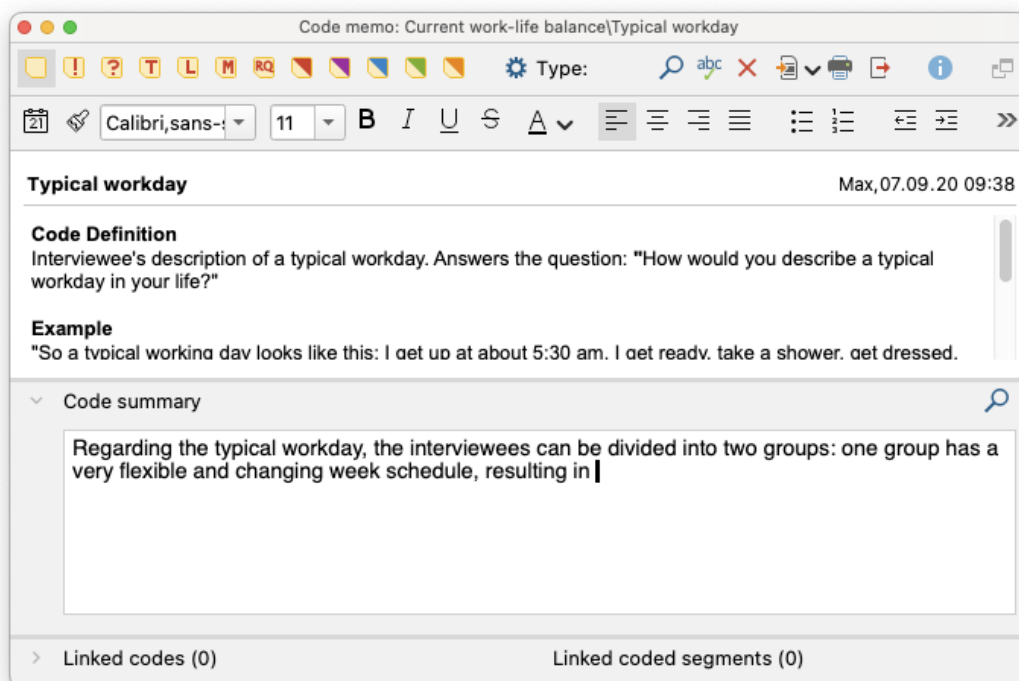 Code memo: Current work-life balance\Typical workday
! ? T L M RQ Type: abc i
21 Calibri,sans-s 11 B I U S A »
Typical workday Max,07.09.20 09:38
Code Definition
Interviewee's description of a typical workday. Answers the question: "How would you describe a typical
workday in your life?"
Example
"So a typical working day looks like this: I get up at about 5:30 am. I get ready, take a shower, get dressed.
Code summary
Regarding the typical workday, the interviewees can be divided into two groups: one group has a
very flexible and changing week schedule, resulting in
Linked codes (0) Linked coded segments (0)